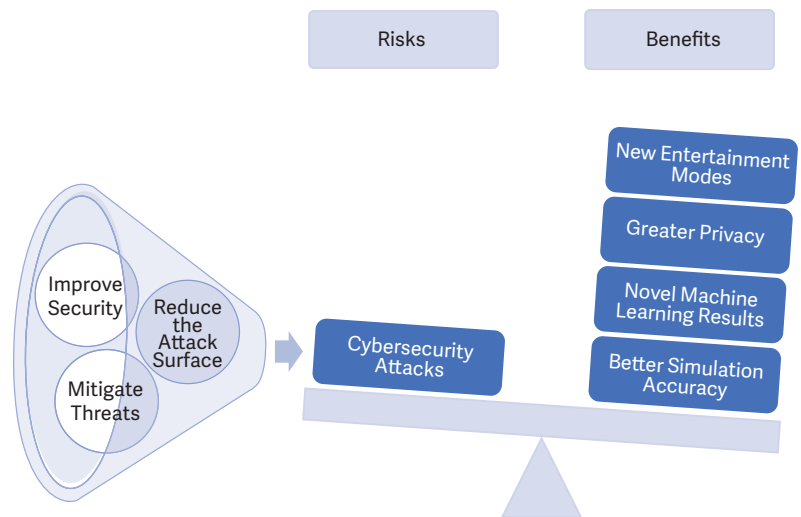 Risks
Benefits
New Entertainment
Modes
Greater Privacy
Novel Machine
Learning Results
Better Simulation
Accuracy
Cybersecurity
Attacks
Improve
Security
Reduce
the
Attack
Surface
Mitigate
Threats